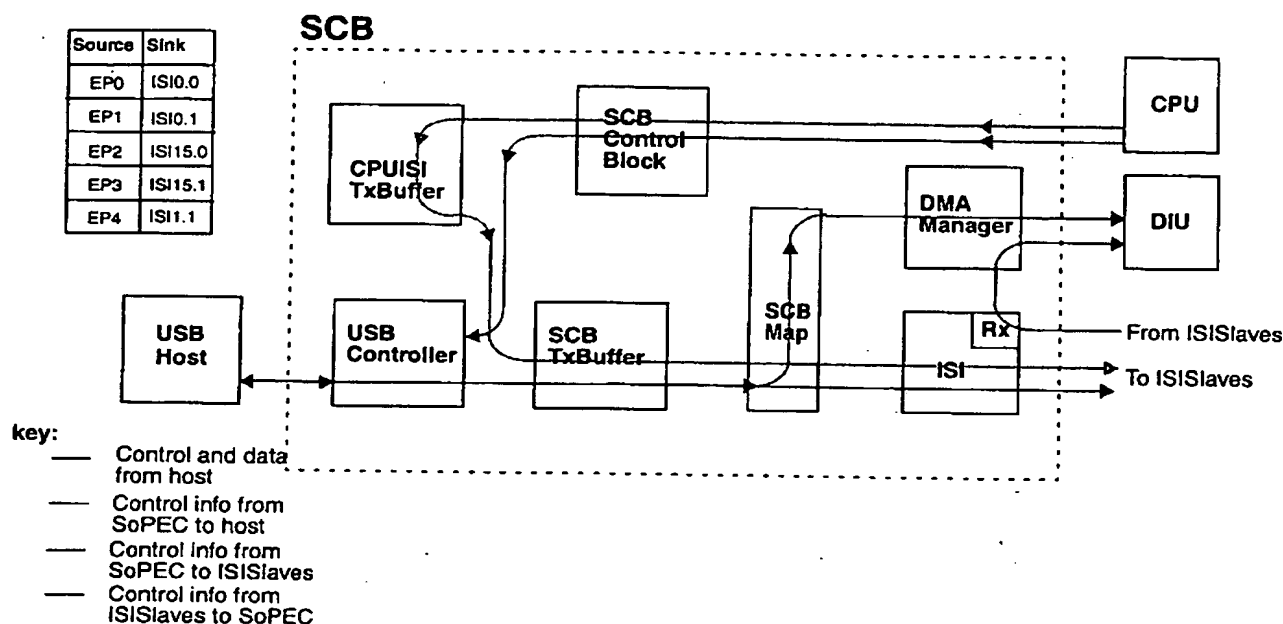 SCB
Source Sink
EP0 ISI0.0
EP1 ISI0.1
EP2 ISI15.0
EP3 ISI15.1
EP4 ISI1.1
CPUISI
TxBuffer
SCB
Control
Block
CPU
DMA
Manager
DIU
USB
Host
USB
Controller
SCB
TxBuffer
SCB
Map
Rx
ISI
From ISISlaves
To ISISlaves
key:
Control and data
from host
Control info from
SoPEC to host
Control info from
SoPEC to ISISlaves
Control info from
ISISlaves to SoPEC